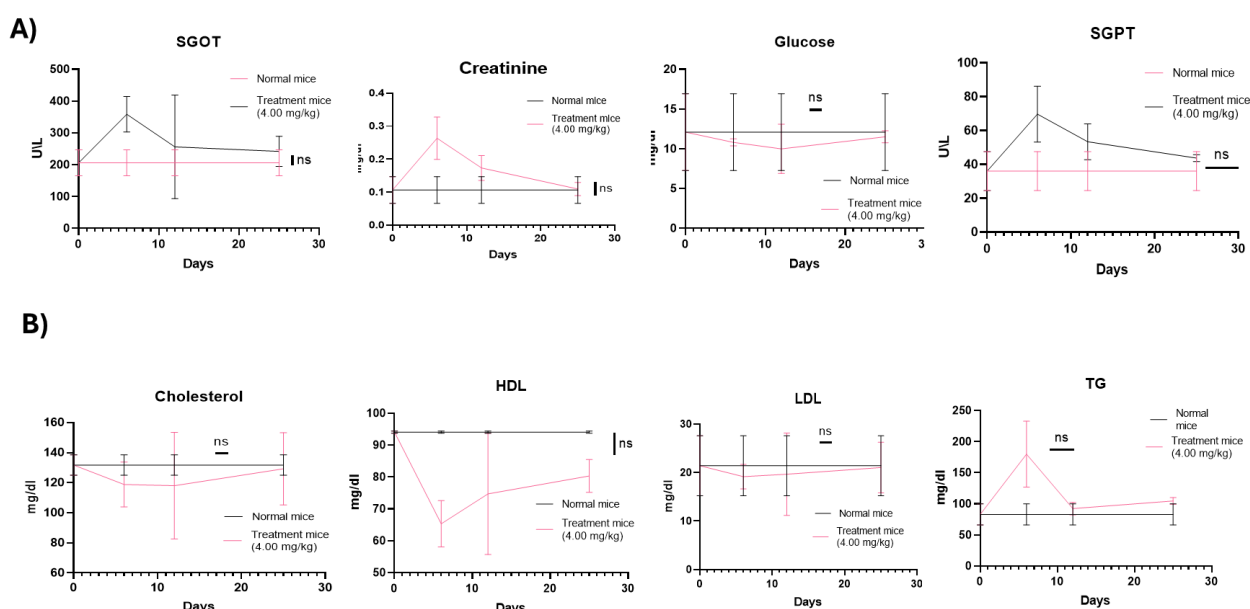 A)
SGOT
500
400
300
200
100
0
U\L
0
10
20
30
Days
Normal mice
Treatment mice
(4.00 mg/kg)
ns
Creatinine
0.4
0.3
0.2
0.1
0.0
0
10
20
30
Days
Normal mice
Treatment mice
(4.00 mg/kg)
ns
Glucose
20
15
10
5
0
mg/dl
0
10
20
3
Days
ns
Normal mice
Treatment mice
(4.00 mg/kg)
SGPT
100
80
60
40
20
0
U\L
0
10
20
30
Days
Normal mice
Treatment mice
(4.00 mg/kg)
ns
B)
Cholesterol
160
140
120
100
80
60
mg/dl
0
10
20
30
Days
ns
Normal mice
Treatment mice
(4.00 mg/kg)
HDL
100
90
80
70
60
50
mg/dl
0
10
20
30
Days
ns
Normal mice
Treatment mice
(4.00 mg/kg)
LDL
30
20
10
0
mg/dl
0
10
20
30
Days
ns
Normal mice
Treatment mice
(4.00 mg/kg)
TG
250
200
150
100
50
0
mg/dl
0
10
20
30
Days
Normal
mice
Treatment mice
(4.00 mg/kg)
ns